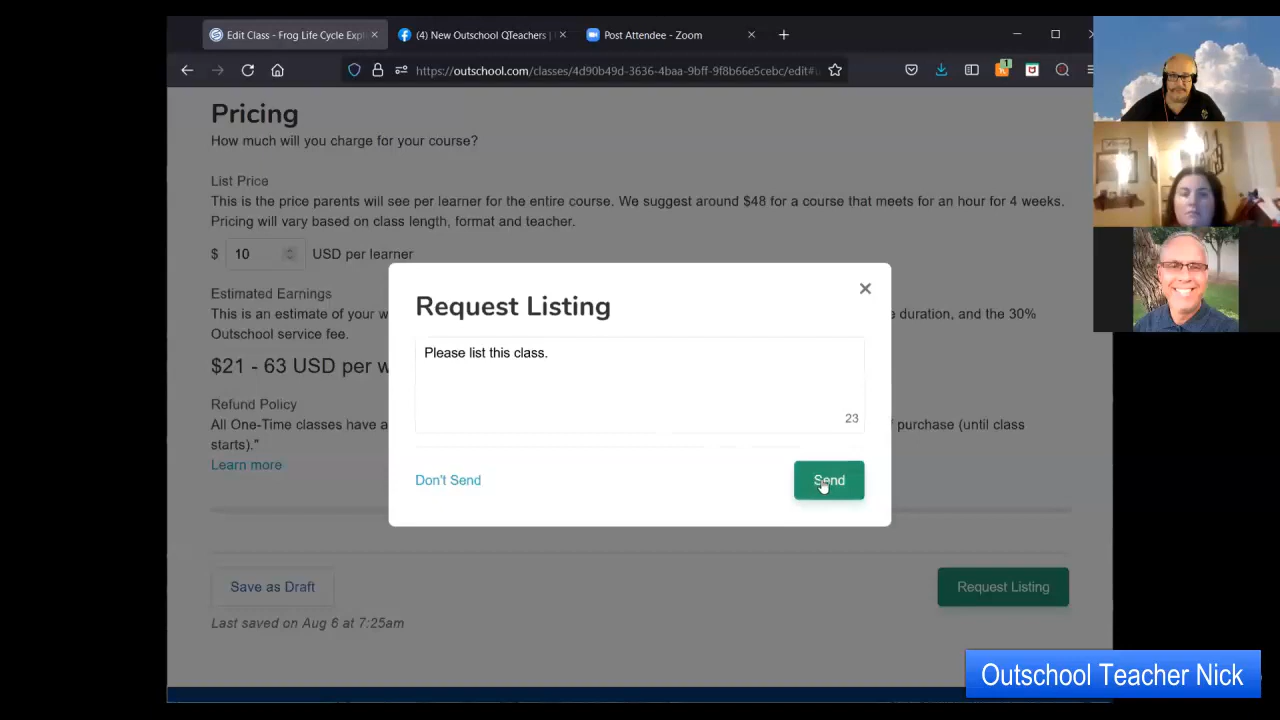 Edit Class - Frog Life Cycle Expl
(4) New Outschool QTeachers |
Post Attendee - Zoom
https://outschool.com/classes/4d90b49d-3636-4baa-9bff-9f8b66e5cebc/edit#
1
Pricing
How much will you charge for your course?
List Price
This is the price parents will see per learner for the entire course. We suggest around $48 for a course that meets for an hour for 4 weeks.
Pricing will vary based on class length, format and teacher.
$ 10 USD per learner
Estimated Earnings
This is an estimate of your w e duration, and the 30%
Outschool service fee.
$21 - 63 USD per w
Refund Policy
All One-Time classes have a purchase (until class
starts)."
Learn more
Request Listing
Please list this class.
23
Don't Send
Send
Save as Draft
Request Listing
Last saved on Aug 6 at 7:25am
Outschool Teacher Nick